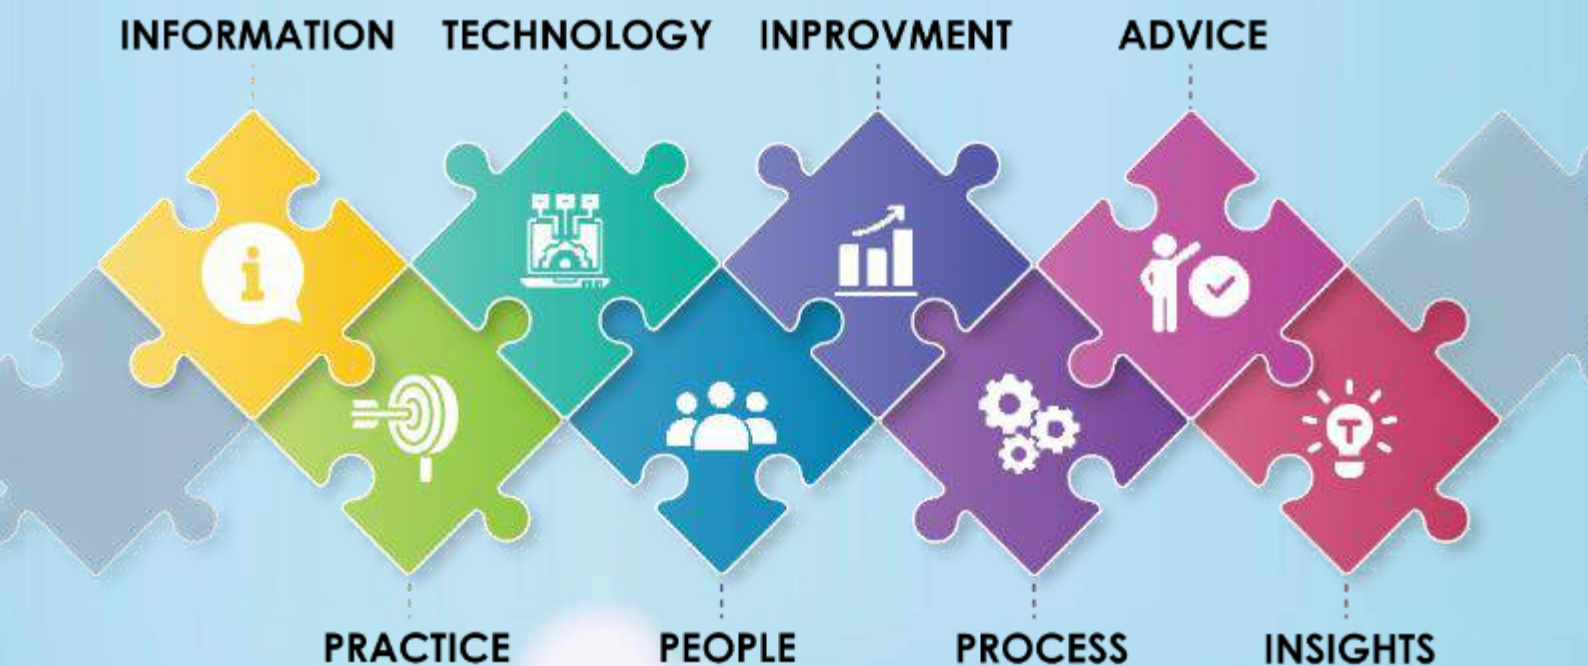 INFORMATION TECHNOLOGY INPROVMENT ADVICE
i
T
PRACTICE PEOPLE PROCESS INSIGHTS